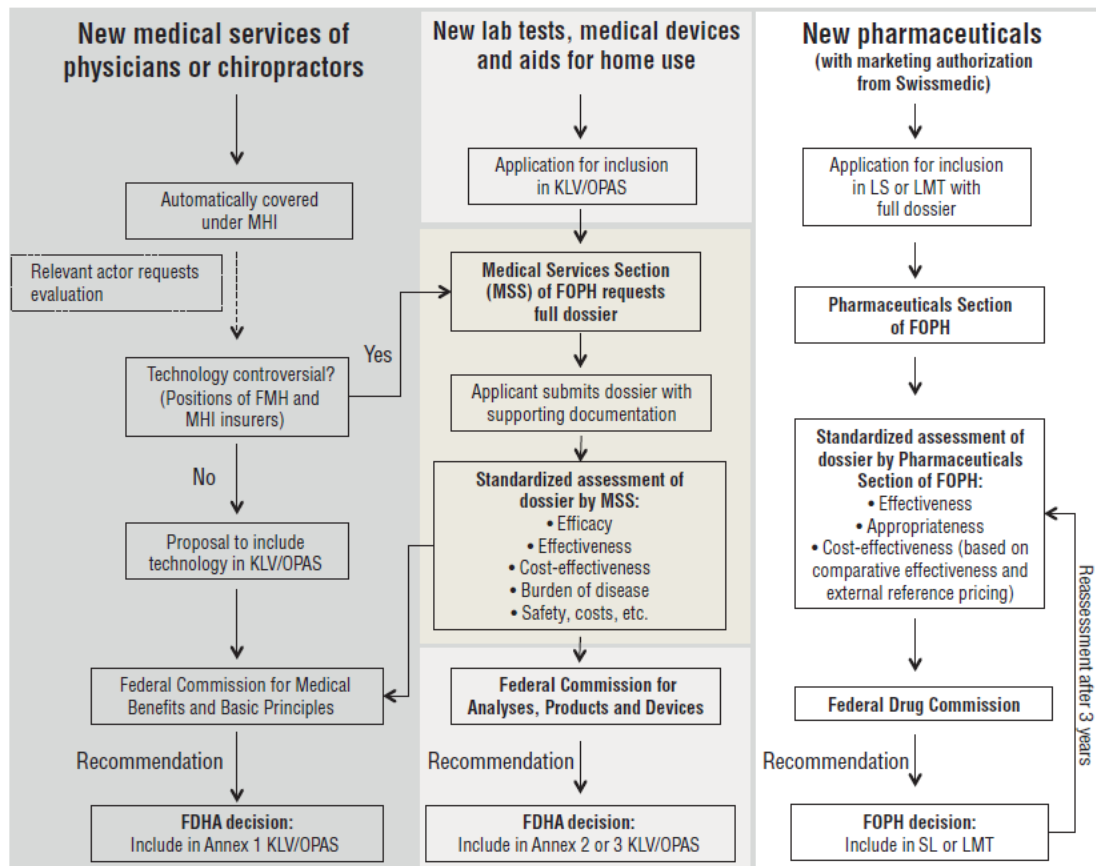 New medical services of
physicians or chiropractors
Automatically covered
under MHI
Relevant actor requests
evaluation
Technology controversial?
(Positions of FMH and
MHI insurers)
Yes
No
Proposal to include
technology in KLV/OPAS
Federal Commission for Medical
Benefits and Basic Principles
Recommendation
FDHA decision:
Include in Annex 1 KLV/OPAS
New lab tests, medical devices
and aids for home use
Application for inclusion
in KLV/OPAS
Medical Services Section
(MSS) of FOPH requests
full dossier
Applicant submits dossier with
supporting documentation
Standardized assessment of
dossier by MSS:
• Efficacy
• Effectiveness
• Cost-effectiveness
• Burden of disease
• Safety, costs, etc.
Federal Commission for
Analyses, Products and Devices
Recommendation
FDHA decision:
Include in Annex 2 or 3 KLV/OPAS
New pharmaceuticals
(with marketing authorization
from Swissmedic)
Application for inclusion
in LS or LMT with
full dossier
Pharmaceuticals Section
of FOPH
Standardized assessment of
dossier by Pharmaceuticals
Section of FOPH:
• Effectiveness
• Appropriateness
• Cost-effectiveness (based on
comparative effectiveness and
external reference pricing)
Federal Drug Commission
Recommendation
FOPH decision:
Include in SL or LMT
Reassessment after 3 years